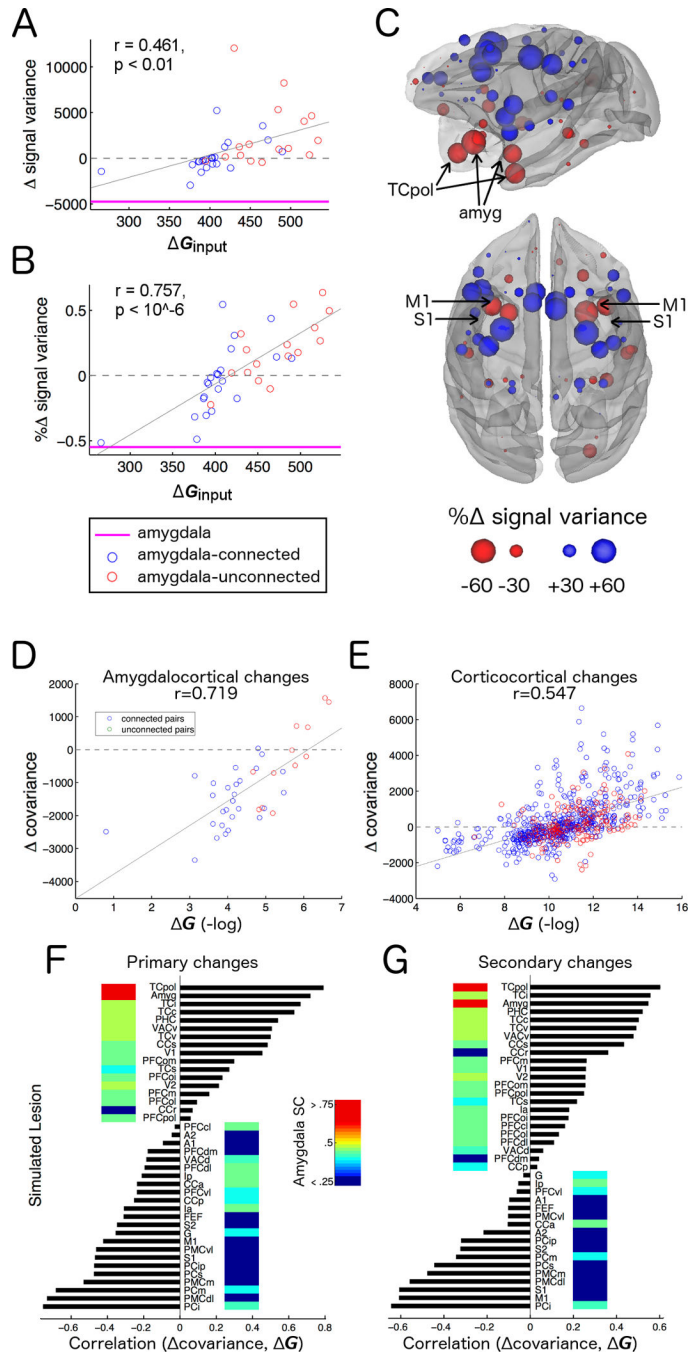 A
r = 0.461,
p < 0.01
10000
5000
0
−5000
Δ signal variance
300 350 400 450 500
ΔGinput
B
r = 0.757,
p < 10^-6
0.5
0
−0.5
%Δ signal variance
300 350 400 450 500
ΔGinput
amygdala
amygdala-connected
amygdala-unconnected
C
TCpol
amyg
M1
S1
M1
S1
%Δ signal variance
-60 -30 +30 +60
D
Amygdalocortical changes
r=0.719
connected pairs
unconnected pairs
2000
1000
0
−1000
−2000
−3000
−4000
Δ covariance
0 1 2 3 4 5 6 7
ΔG (-log)
E
Corticocortical changes
r=0.547
8000
6000
4000
2000
0
−2000
4000
Δ covariance
4 6 8 10 12 14 16
ΔG (-log)
F
Primary changes
Simulated Lesion
TCpol
Amyg
TCi
TCc
PHC
VACv
TCv
CCs
V1
PFCom
TCs
PFCoi
V2
PFCm
PFCol
CCr
PFCpol
PFCcl
A2
A1
PFCdm
VACd
PFCdl
Ip
CCa
PFCvl
CCp
Ia
FEF
S2
G
M1
PMCvl
S1
PCip
PCs
PMCm
PCm
PMCdl
PCi
−0.6 −0.4 −0.2 0 0.2 0.4 0.6 0.8
Correlation (Δcovariance, ΔG)
Amygdala SC
> .75
.5
< .25
G
Secondary changes
TCpol
TCi
Amyg
PHC
TCc
TCv
VACv
CCs
CCr
PFCm
V1
V2
PFCom
PFCpol
TCs
Ia
PFCoi
PFCcl
PFCol
PFCdl
VACd
PFCdm
CCp
G
Ip
PFCvl
A1
FEF
PMCvl
CCa
A2
PCip
S2
PCm
PCs
PMCm
PMCdl
S1
M1
PCi
−0.6 −0.4 −0.2 0 0.2 0.4 0.6
Correlation (Δcovariance, ΔG)